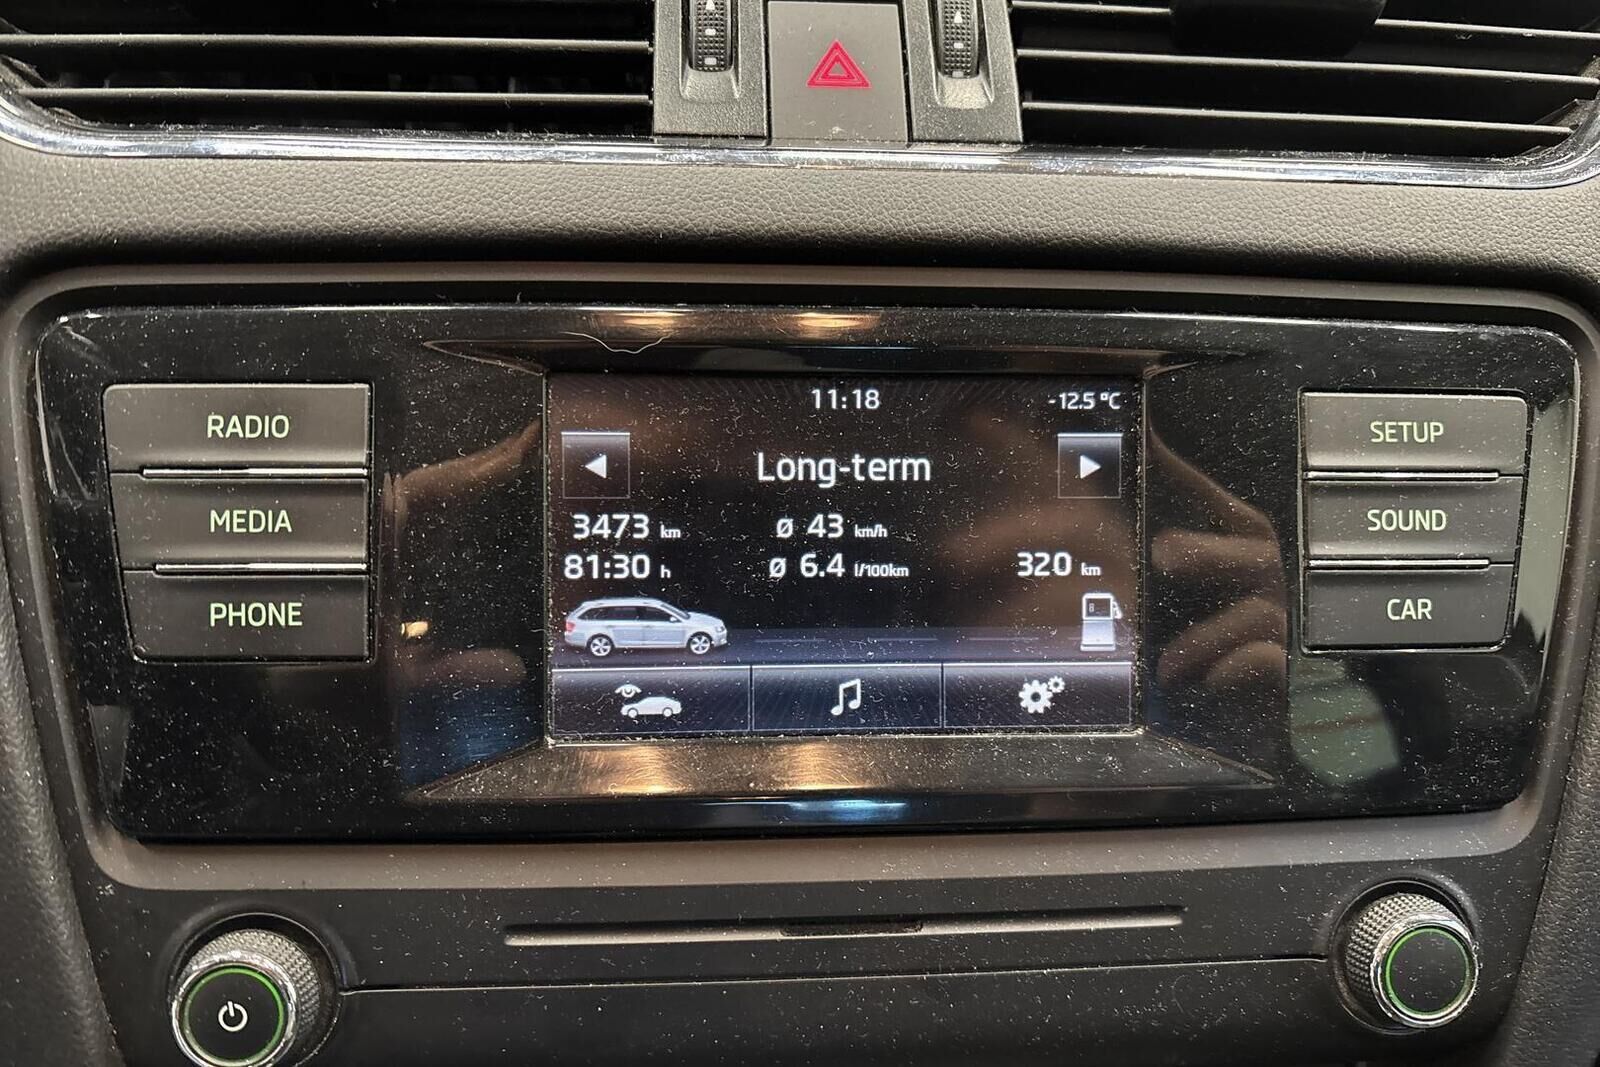 RADIO
MEDIA
PHONE
11:18
-12.5 °C
Long-term
3473 km
ø 43 km/h
81:30 h
ø 6.4 l/100km
320 km
SETUP
SOUND
CAR